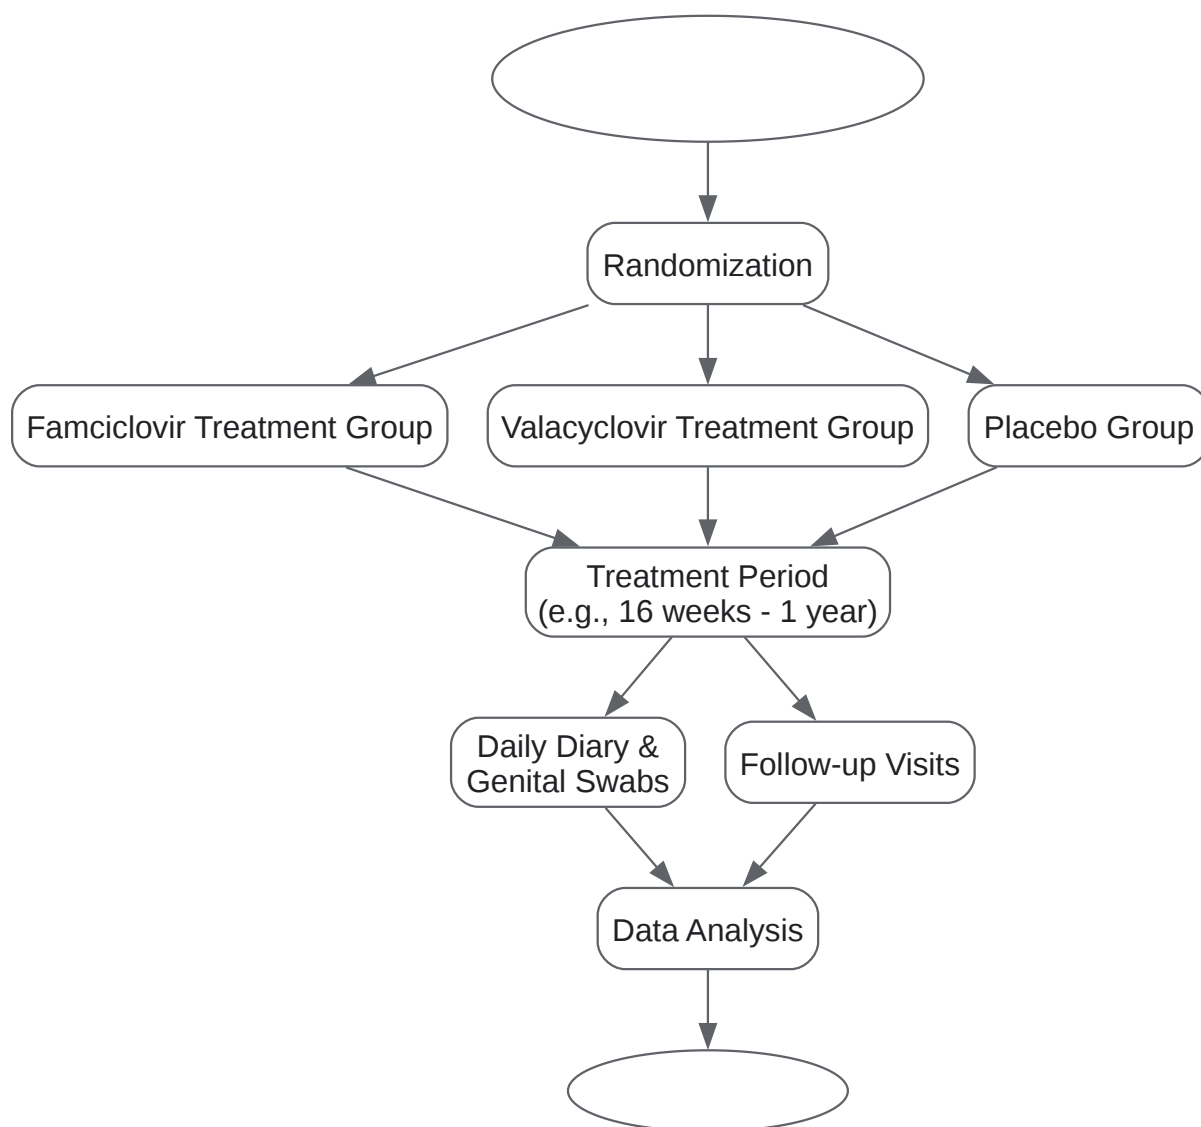 Randomization
Famciclovir Treatment Group
Valacyclovir Treatment Group
Placebo Group
Treatment Period
(e.g., 16 weeks - 1 year)
Daily Diary &
Genital Swabs
Follow-up Visits
Data Analysis